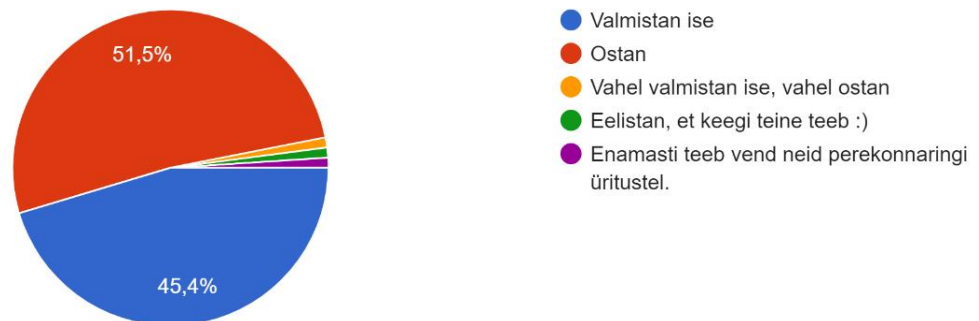 51,5%
45,4%
Valmistan ise
Ostan
Vahel valmistan ise, vahel ostan
Eelistan, et keegi teine teeb :)
Enamasti teeb vend neid perekonnaringi
üritustel.